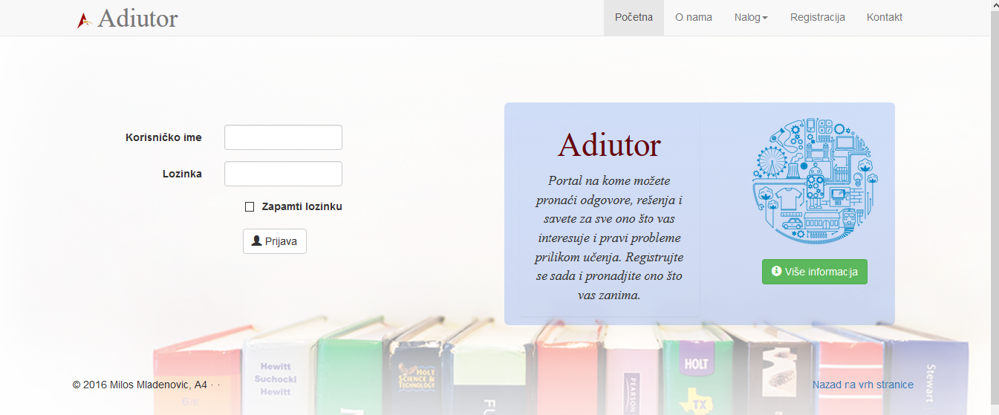 Adiutor
Početna
O nama
Nalog
Registracija
Kontakt
Korisničko ime
Lozinka
Zapamti lozinku
Prijava
Adiutor
Portal na kome možete
pronaći odgovore, rešenja i
savete za sve ono što vas
interesuje i pravi probleme
prilikom učenja. Registrujte
se sada i pronadjite ono što
vas zanima.
Više informacija
Hewitt
Suchocki
Hewitt
HOLT
SCIENCE &
TECHNOLOGY
FU
PEARSON
HOLT
TX
Stewart
© 2016 Milos Mladenovic, A4 · ·
Nazad na vrh stranice